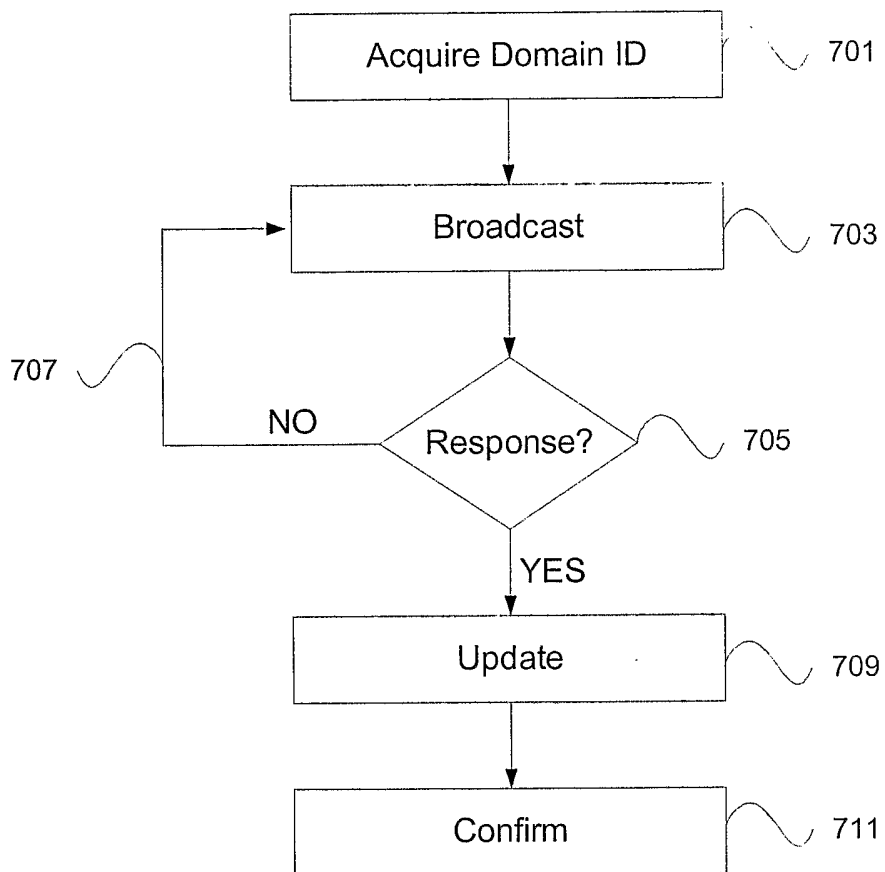 Acquire Domain ID
701
Broadcast
703
707
NO
Response?
705
YES
Update
709
Confirm
711